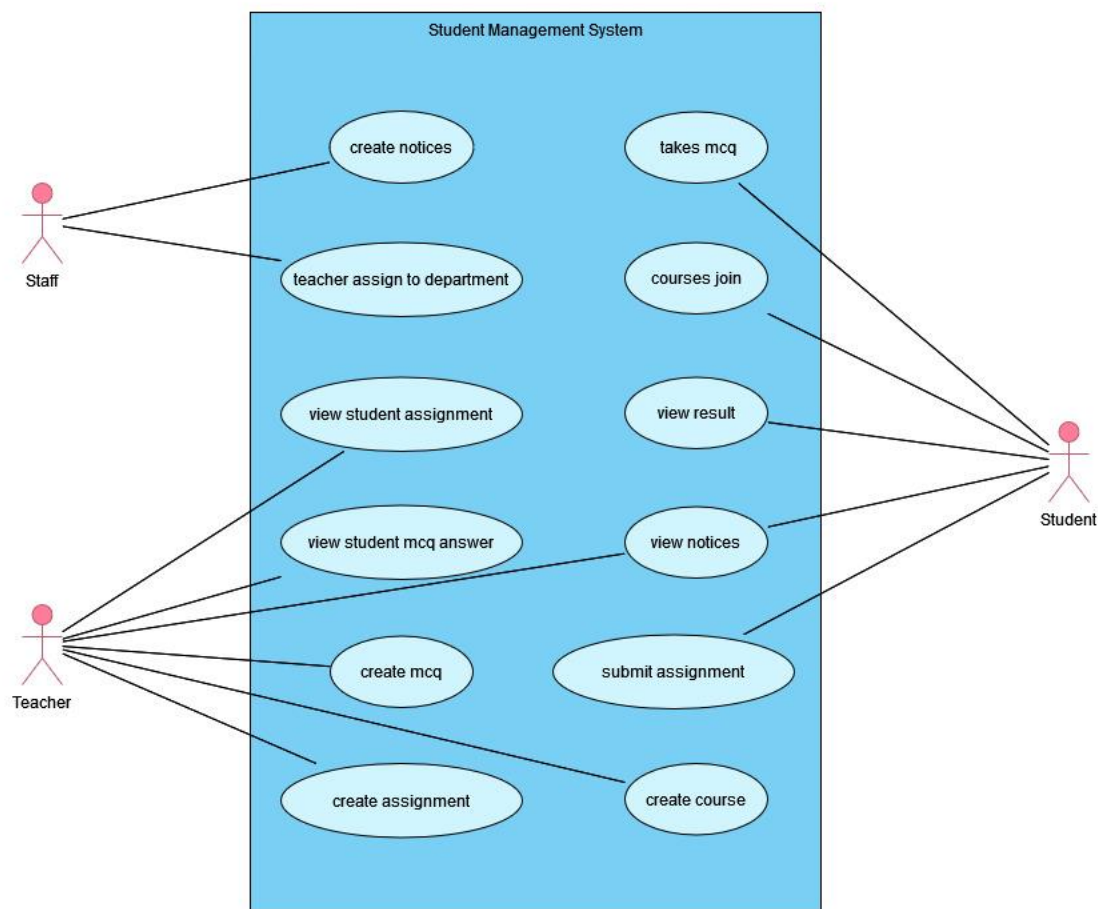 Student Management System
create notices
takes mcq
Staff
teacher assign to department
courses join
view student assignment
view result
Student
view student mcq answer
view notices
Teacher
create mcq
submit assignment
create assignment
create course